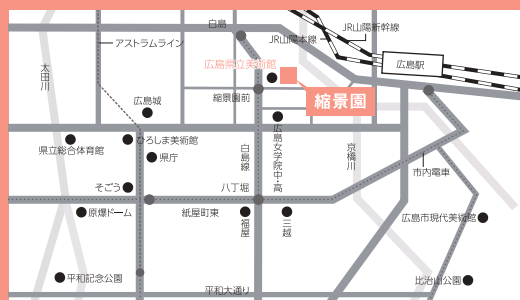 白島
JR山陽新幹線
アストラムライン
JR山陽本線
広島県立美術館
広島駅
太田川
広島城
縮景園前
縮景園
ひろしま美術館
県立総合体育館
県庁
白島線
広島女学院中・高
京橋川
市内電車
そごう
八丁堀
原爆ドーム
紙屋町東
福屋
三越
広島市現代美術館
平和記念公園
比治山公園
平和大通り